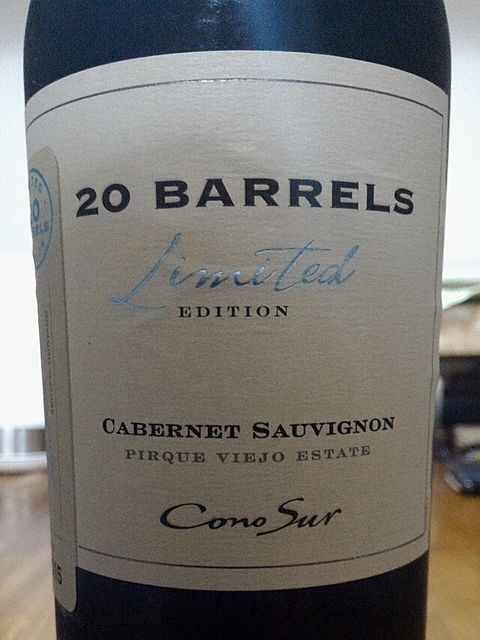 20 BARRELS
Limited
EDITION
CABERNET SAUVIGNON
PIRQUE VIEJO ESTATE
Cono Sur